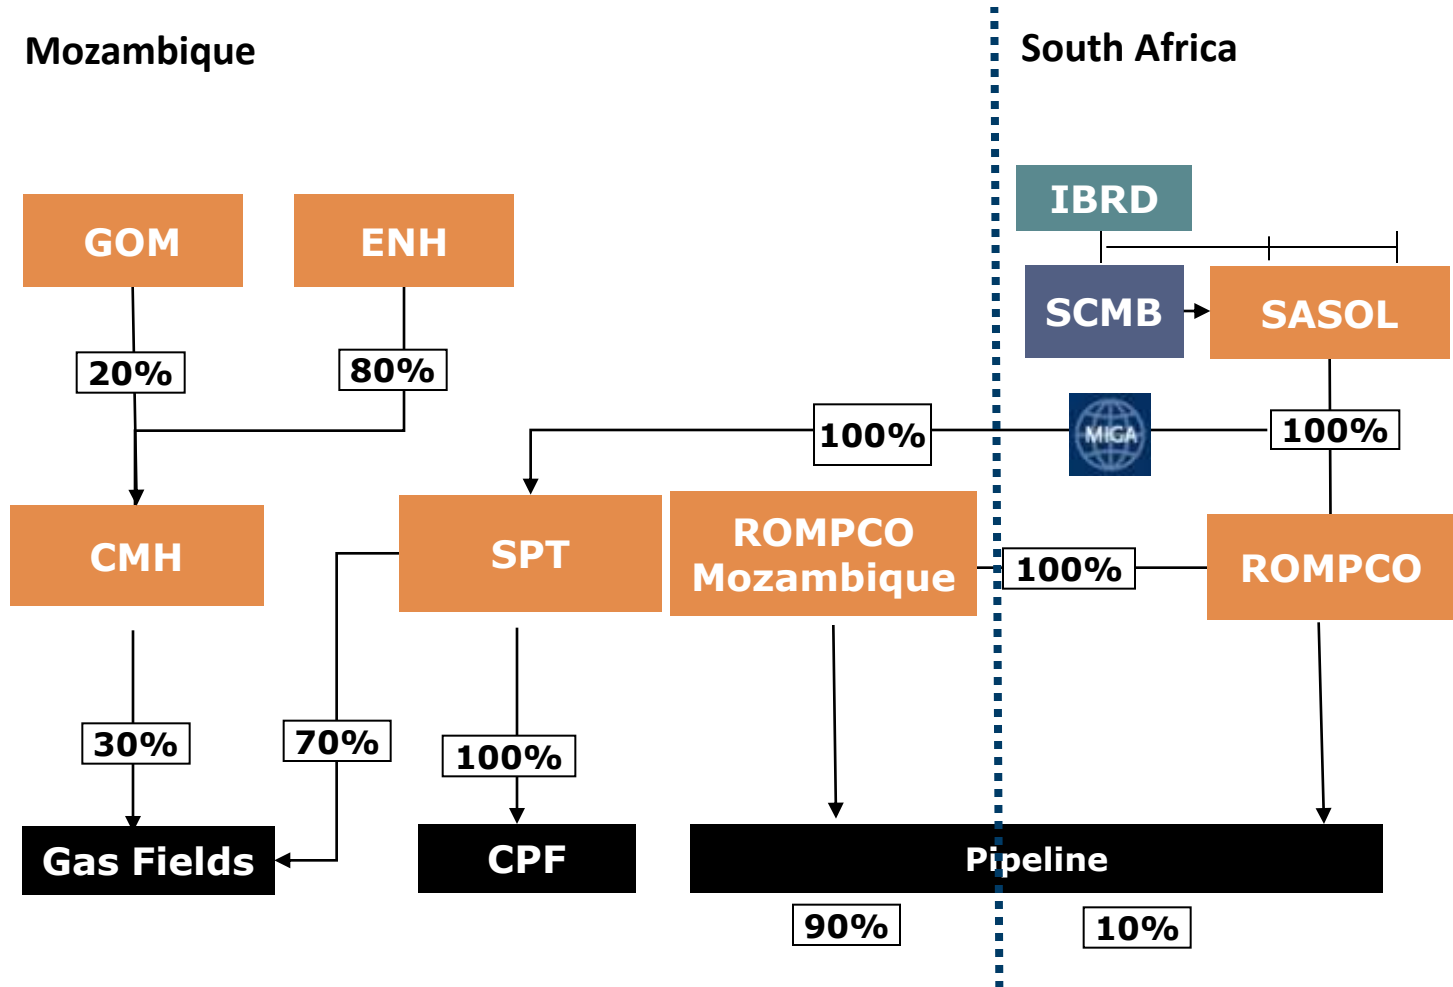 Mozambique
South Africa
IBRD
GOM
ENH
SCMB
SASOL
20%
80%
100%
MIGA
100%
CMH
SPT
ROMPCO
Mozambique
100%
ROMPCO
30%
70%
100%
Gas Fields
CPF
Pipeline
90%
10%